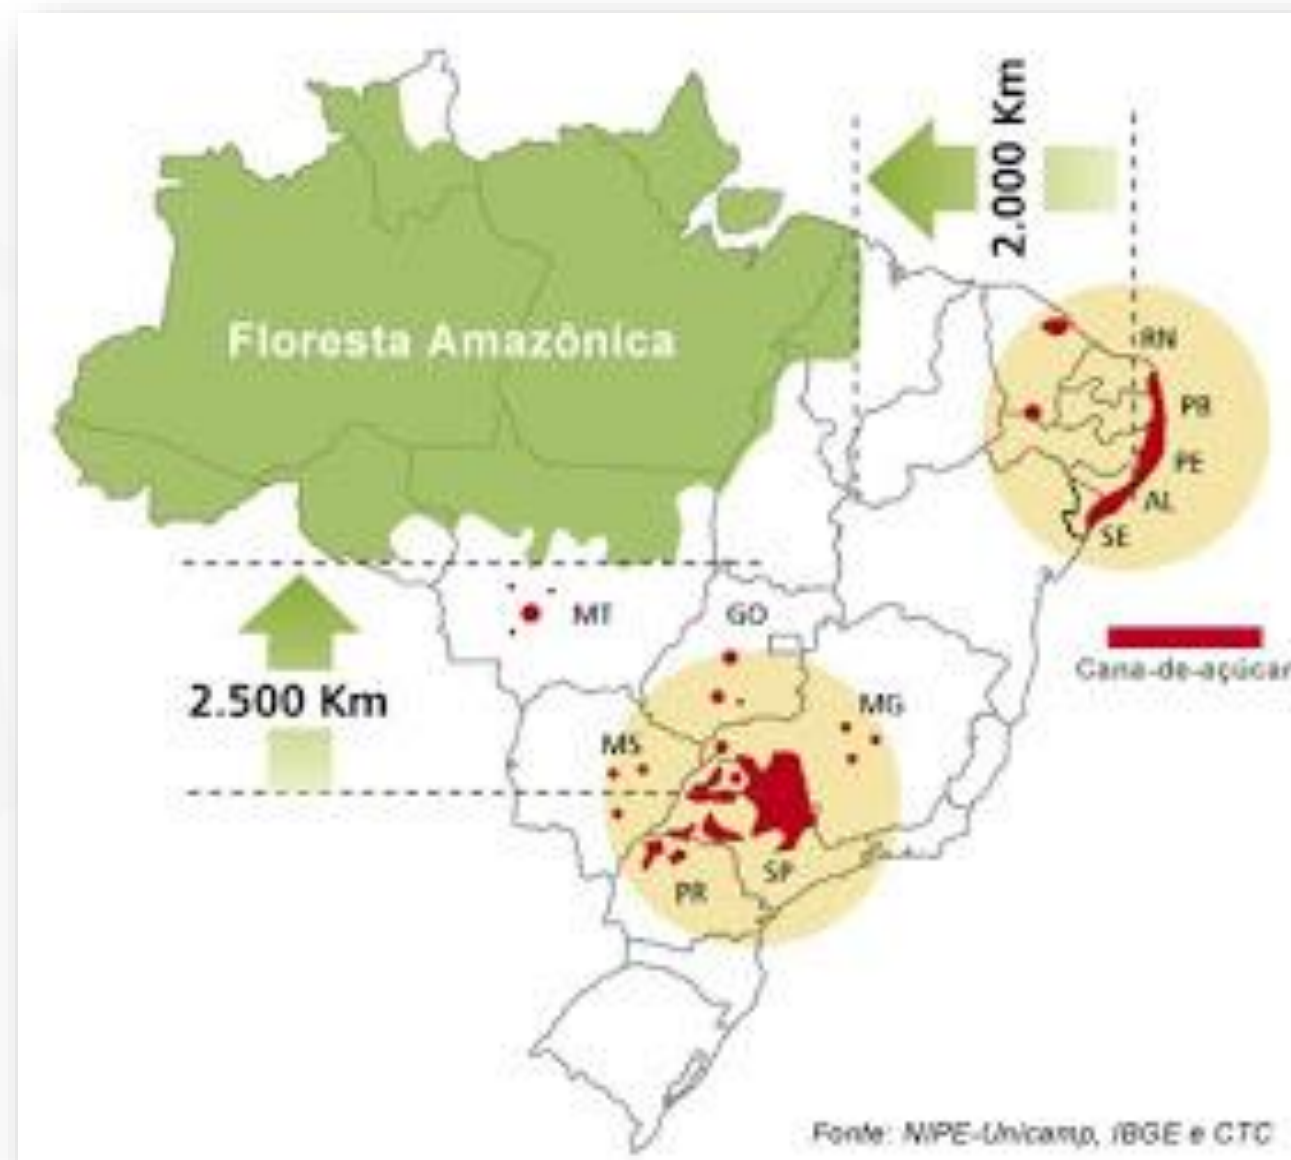 2.000 Km
Floresta Amazônica
RN
PB
PE
AL
SE
MT
GO
Cana-de-açúcar
2.500 Km
MS
MG
SP
PR
Fonte: NIPE-Unicamp, IBGE e CTC